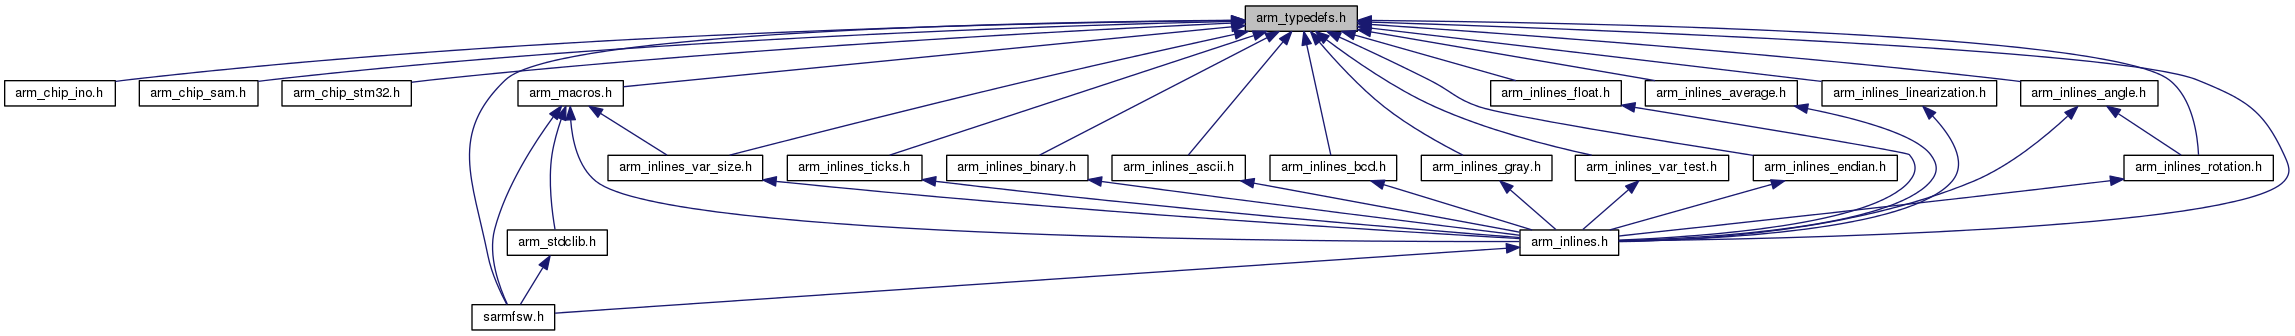 arm_typedefs.h
arm_chip_ino.h
arm_chip_sam.h
arm_chip_stm32.h
arm_macros.h
arm_inlines_float.h
arm_inlines_average.h
arm_inlines_linearization.h
arm_inlines_angle.h
arm_inlines_var_size.h
arm_inlines_ticks.h
arm_inlines_binary.h
arm_inlines_ascii.h
arm_inlines_bcd.h
arm_inlines_gray.h
arm_inlines_var_test.h
arm_inlines_endian.h
arm_inlines_rotation.h
arm_stdclib.h
arm_inlines.h
sarmfsw.h